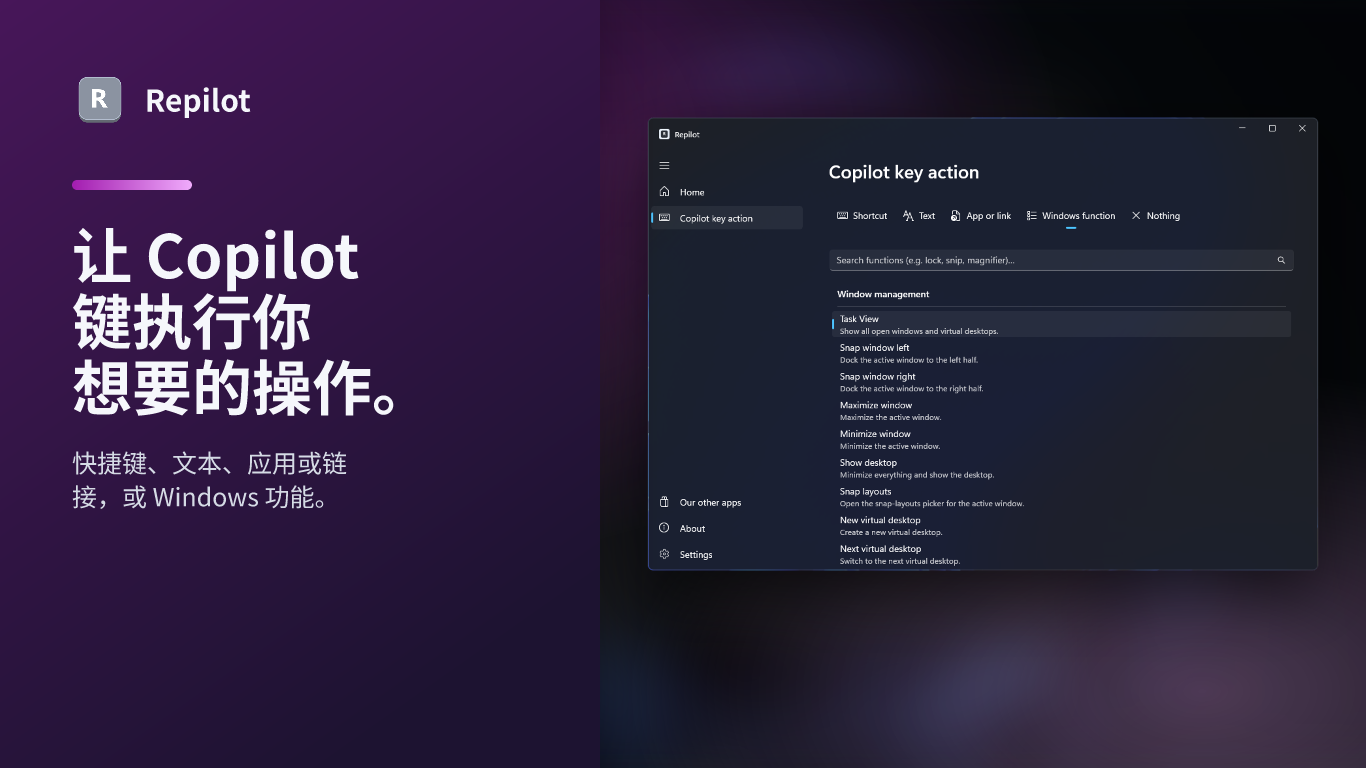 R
Repilot
让 Copilot
键执行你
想要的操作。
快捷键、文本、应用或链
接，或 Windows 功能。
Repilot
Home
Copilot key action
Our other apps
About
Settings
Copilot key action
Shortcut
Text
App or link
Windows function
Nothing
Search functions (e.g. lock, snip, magnifier)...
Window management
Task View
Show all open windows and virtual desktops.
Snap window left
Dock the active window to the left half.
Snap window right
Dock the active window to the right half.
Maximize window
Maximize the active window.
Minimize window
Minimize the active window.
Show desktop
Minimize everything and show the desktop.
Snap layouts
Open the snap-layouts picker for the active window.
New virtual desktop
Create a new virtual desktop.
Next virtual desktop
Switch to the next virtual desktop.